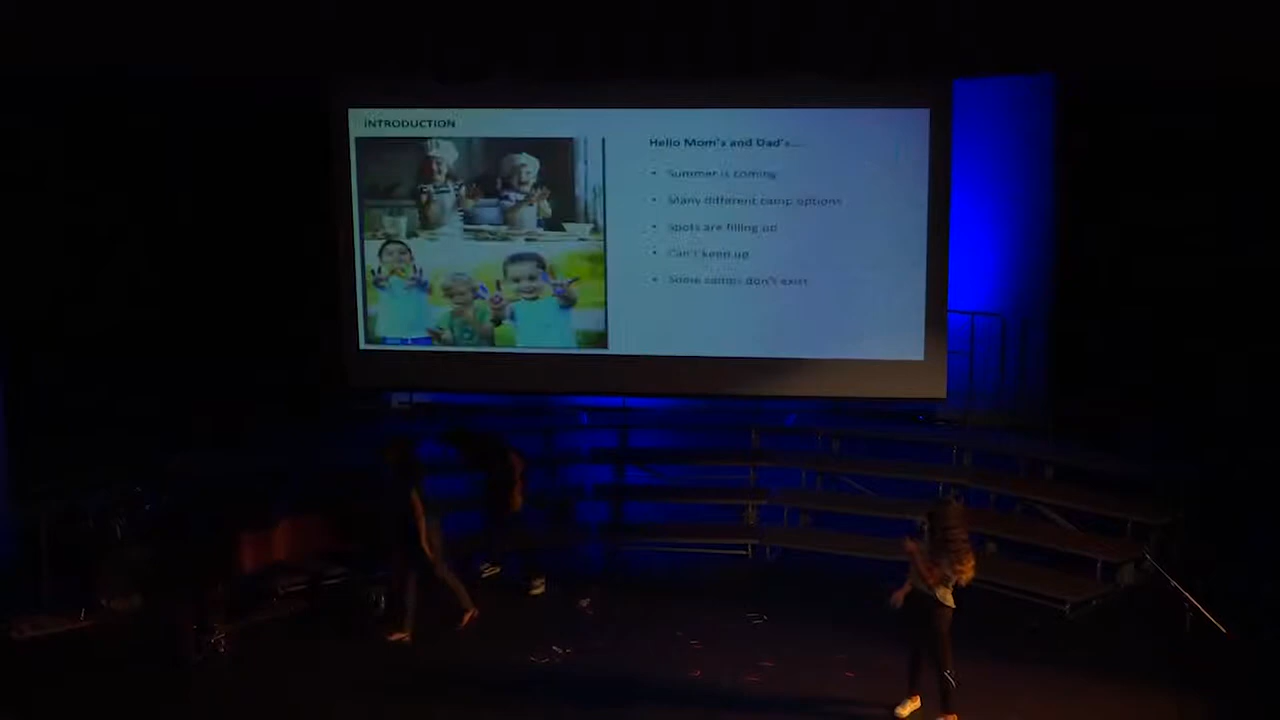 INTRODUCTION
Hello Mom's and Dad's...
• Summer is coming
• Many different camp options
• Spots are filling up
• Can't keep up
• Some camps don't exist